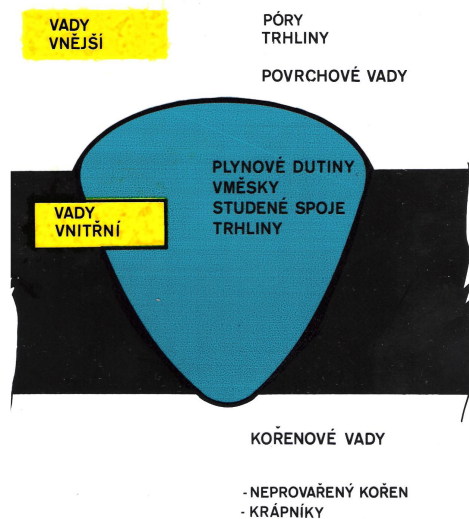 VADY
VNĚJŠÍ
PÓRY
TRHLINY
POVRCHOVÉ VADY
PLYNOVÉ DUTINY
VMĚSKY
STUDENÉ SPOJE
TRHLINY
VADY
VNITŘNÍ
KOŘENOVÉ VADY
- NEPROVAŘENÝ KOŘEN
- KRÁPNÍKY